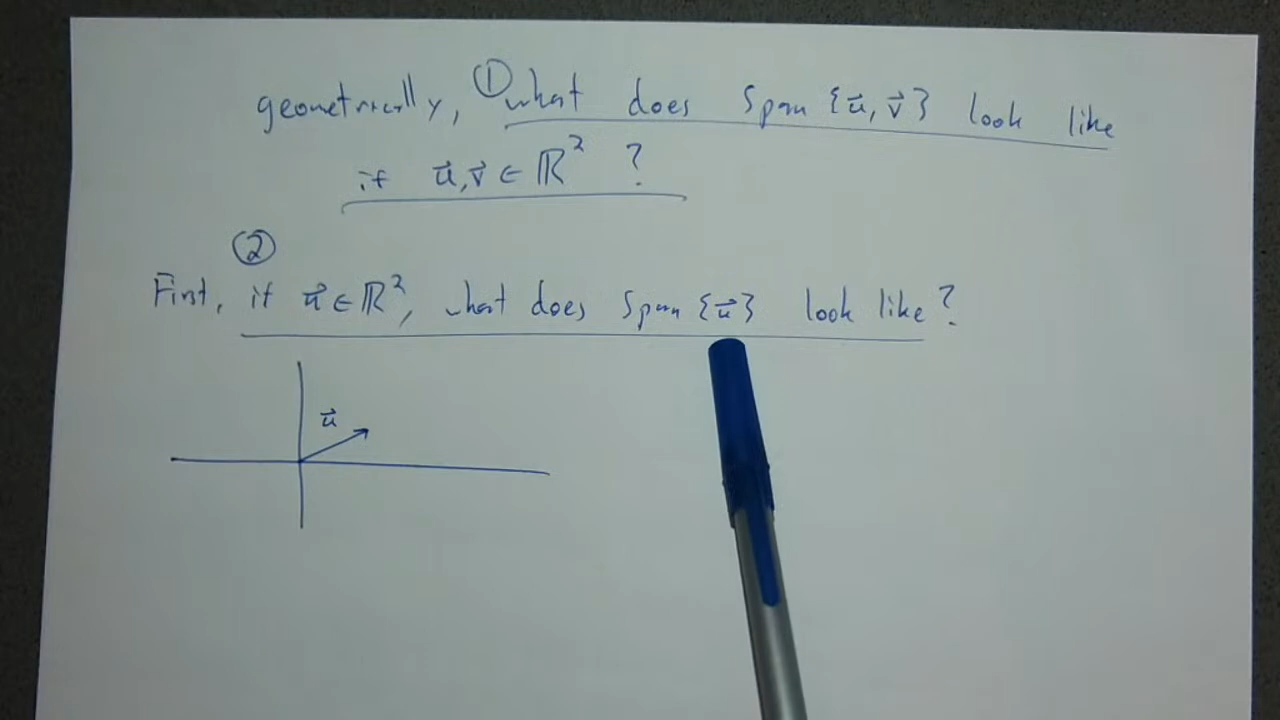 geometrically, ① what does Span {u⃗, v⃗} look like
if u⃗, v⃗ ∈ ℝ² ?
②
First, if u⃗ ∈ ℝ², what does Span {u⃗} look like?
u⃗